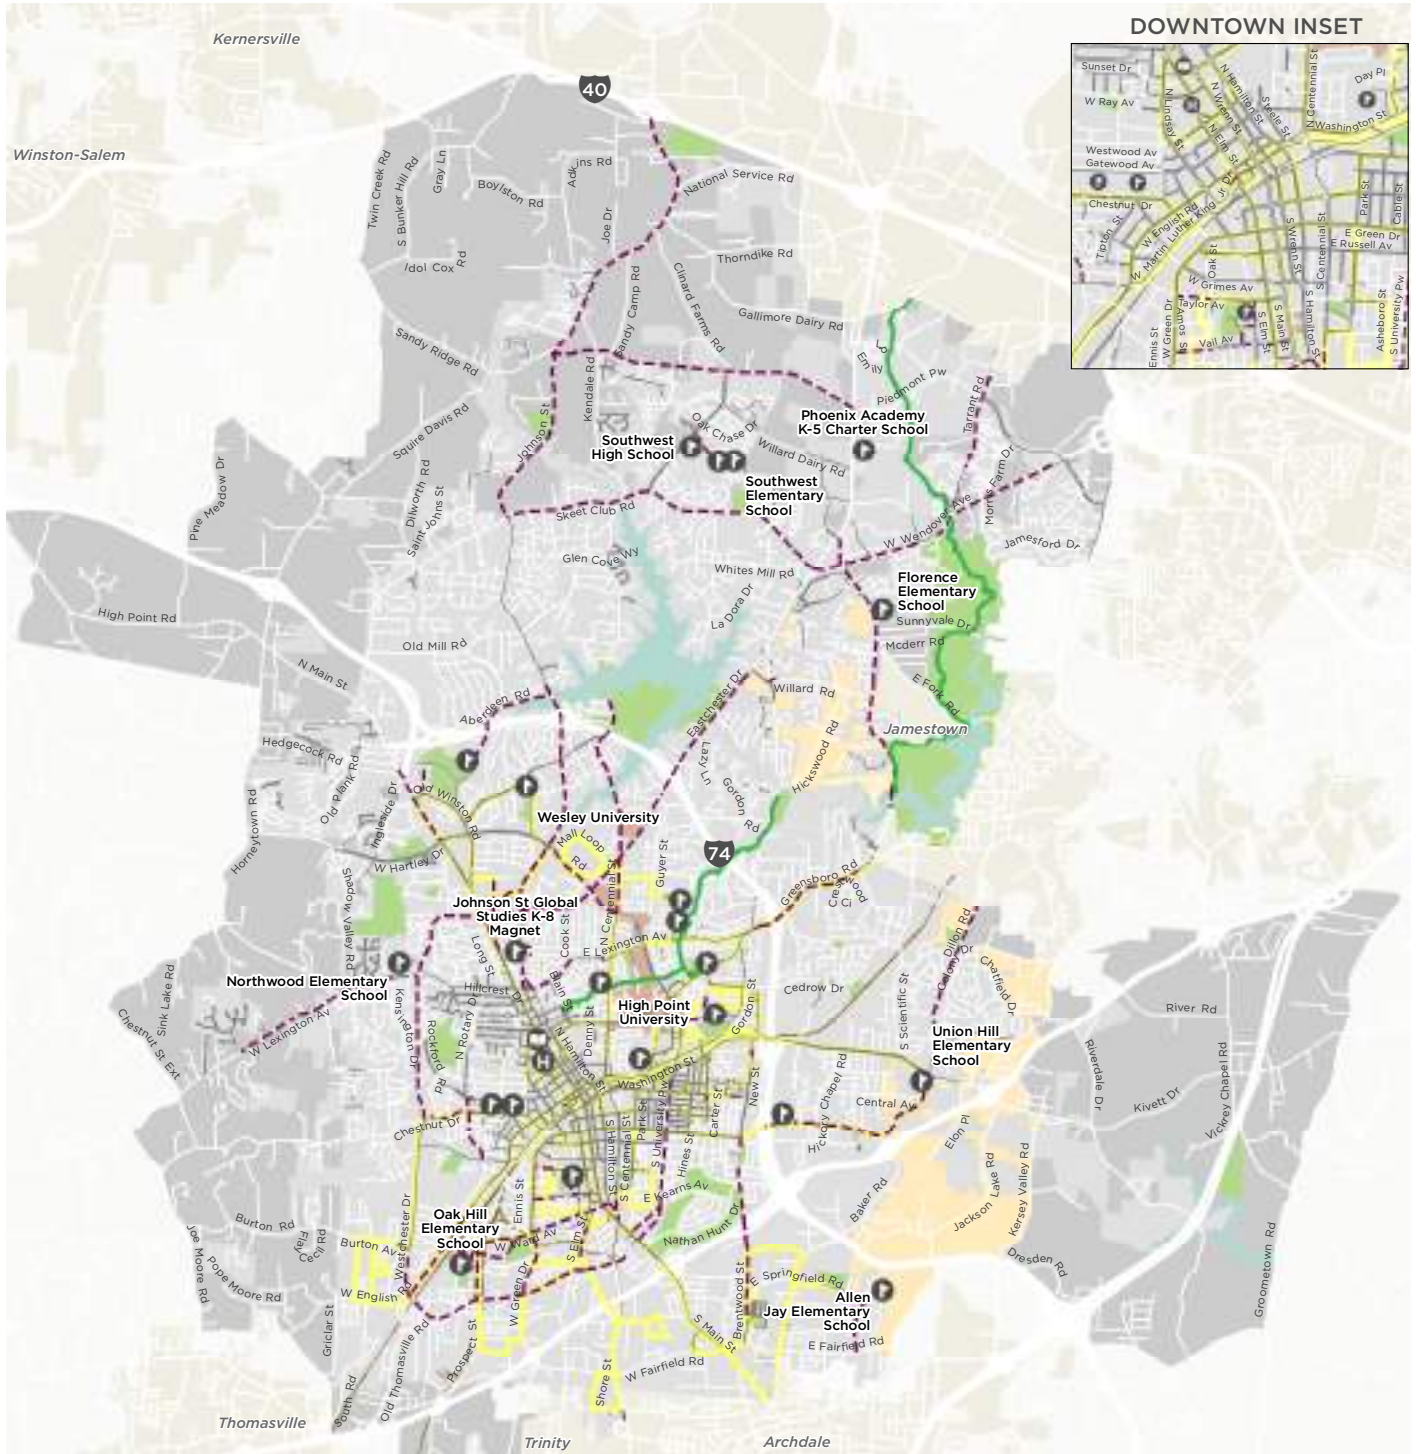 DOWNTOWN INSET
Kernersville
40
Winston-Salem
Twin Creek Rd
S Bunker Hill Rd
Gray Ln
Boylston Rd
Adkins Rd
Joe Dr
National Service Rd
Idol Cox Rd
Sandy Camp Rd
Clinard Farms Rd
Thorndike Rd
Gallimore Dairy Rd
Sandy Ridge Rd
Kendale Rd
Emily Lp
Piedmont Pw
Tarrant Rd
Squire Davis Rd
Johnson St
Southwest
High School
Oak Chase Dr
Willard Dairy Rd
Phoenix Academy
K-5 Charter School
Southwest
Elementary
School
Morris Farm Dr
Pine Meadow Dr
Dilworth Rd
Saint Johns St
Skeet Club Rd
W Wendover Ave
Jamesford Dr
Glen Cove Wy
Whites Mill Rd
La Dora Dr
Florence
Elementary
School
Sunnyvale Dr
Mcderr Rd
High Point Rd
Old Mill Rd
N Main St
E Fork Rd
Willard Rd
Aberdeen Rd
Eastchester Dr
Jamestown
Hedgecock Rd
Old Plank Rd
Ingleside Dr
Old Winston Rd
Lazy Ln
Gordon Rd
Hickswood Rd
Horneytown Rd
Wesley University
Mall Loop Rd
74
W Hartley Dr
Guyer St
Shadow Valley Rd
Greensboro Rd
Crestwood Ci
Johnson St Global
Studies K-8
Magnet
N Centennial St
Cook St
Long St
E Lexington Av
Dillon Rd
Colony Dr
Chatfield Dr
Northwood Elementary
School
Sink Lake Rd
Chestnut St Ext
W Lexington Av
Kensington Dr
Hillcrest Dr
Blain St
High Point
University
Cedrow Dr
S Scientific St
River Rd
Rockford Rd
N Rotary Dr
N Hamilton St
Denny St
Gordon St
Union Hill
Elementary
School
Washington St
New St
Riverdale Dr
Kivett Dr
Vickrey Chapel Rd
Chestnut Dr
Park St
S University Pw
Carter St
Hickory Chapel Rd
Central Av
Elon Pl
S Hamilton St
S Centennial St
Hines St
E Kearns Av
Nathan Hunt Dr
Baker Rd
Jackson Lake Rd
Kersey Valley Rd
Westchester Dr
Ennis St
Oak Hill
Elementary
School
W Ward Av
S Elm St
Joe Moore Rd
Burton Rd
Flay Cecil Rd
Burton Av
Pope Moore Rd
W English Rd
W Green Dr
Brentwood St
E Springfield Rd
Allen
Jay Elementary
School
Dresden Rd
Groometown Rd
Griclar St
Old Thomasville Rd
Prospect St
S Main St
E Fairfield Rd
W Fairfield Rd
Shore St
South Rd
Thomasville
Trinity
Archdale
Sunset Dr
W Ray Av
N Lindsay St
N Hamilton St
N Wrenn St
N Elm St
Steele St
N Centennial St
Day Pl
Washington St
Westwood Av
Gatewood Av
Chestnut Dr
Tipton St
W English Rd
W Martin Luther King Jr Dr
Oak St
S Wrenn St
S Centennial St
Park St
Cable St
E Green Dr
E Russell Av
W Grimes Av
Taylor Av
Vail Av
Ennis St
W Green Dr
S Elm St
S Main St
S Hamilton St
Asheboro St
S University Pw